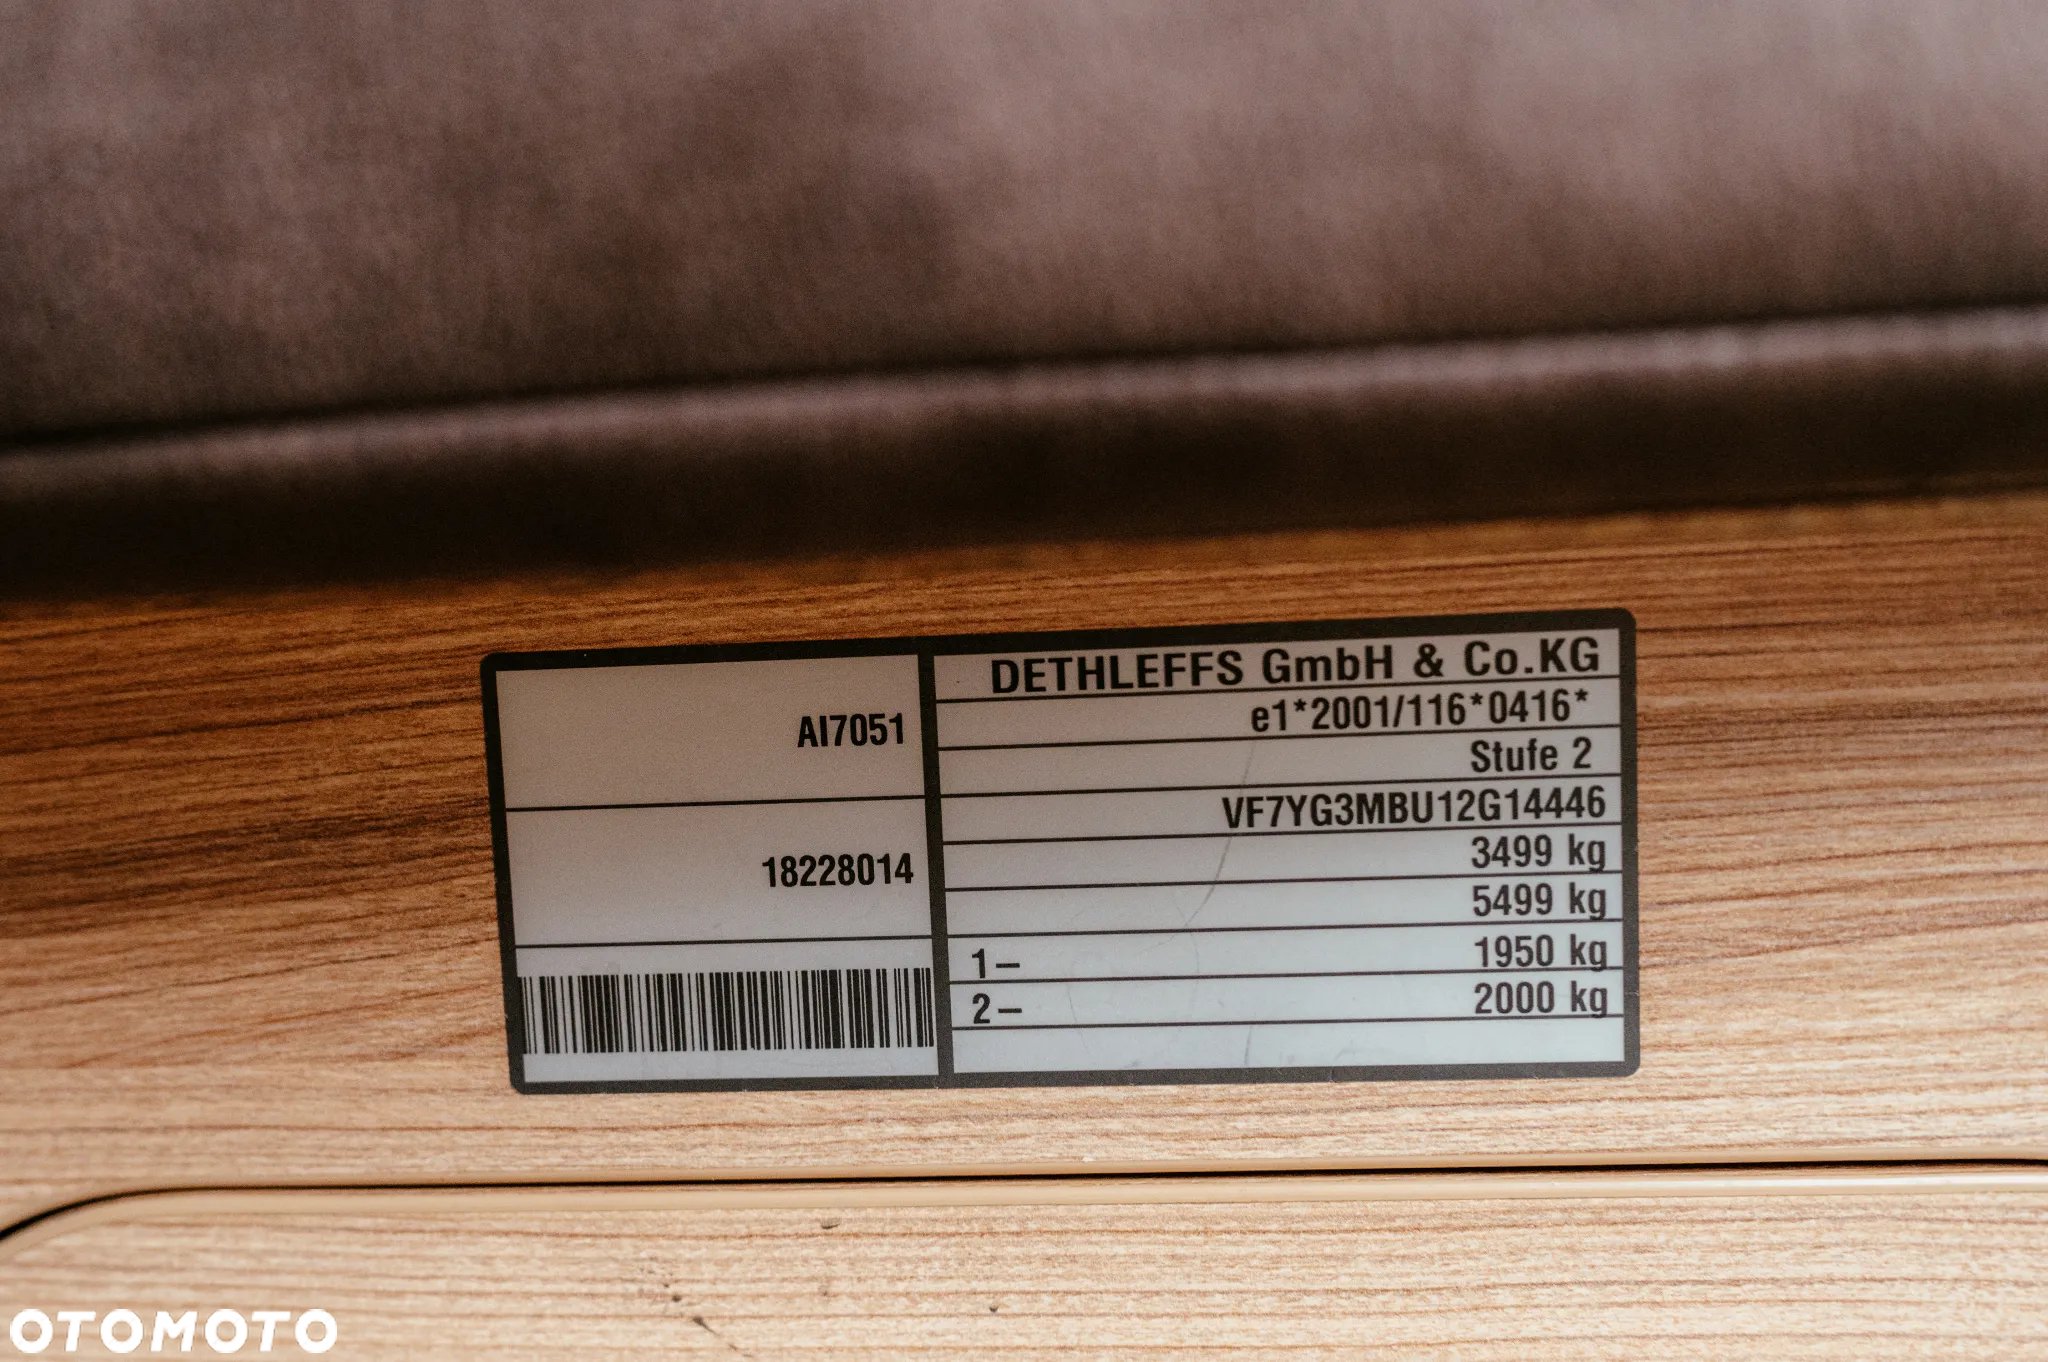 AI7051
18228014
DETHLEFFS GmbH & Co.KG
e1*2001/116*0416*
Stufe 2
VF7YG3MBU12G14446
3499 kg
5499 kg
1– 1950 kg
2– 2000 kg
OTOMOTO